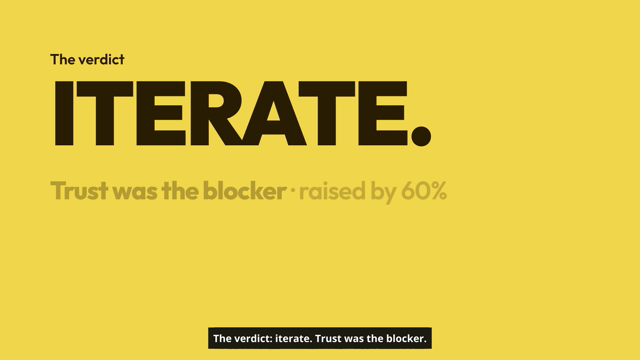 The verdict
ITERATE.
Trust was the blocker · raised by 60%
The verdict: iterate. Trust was the blocker.